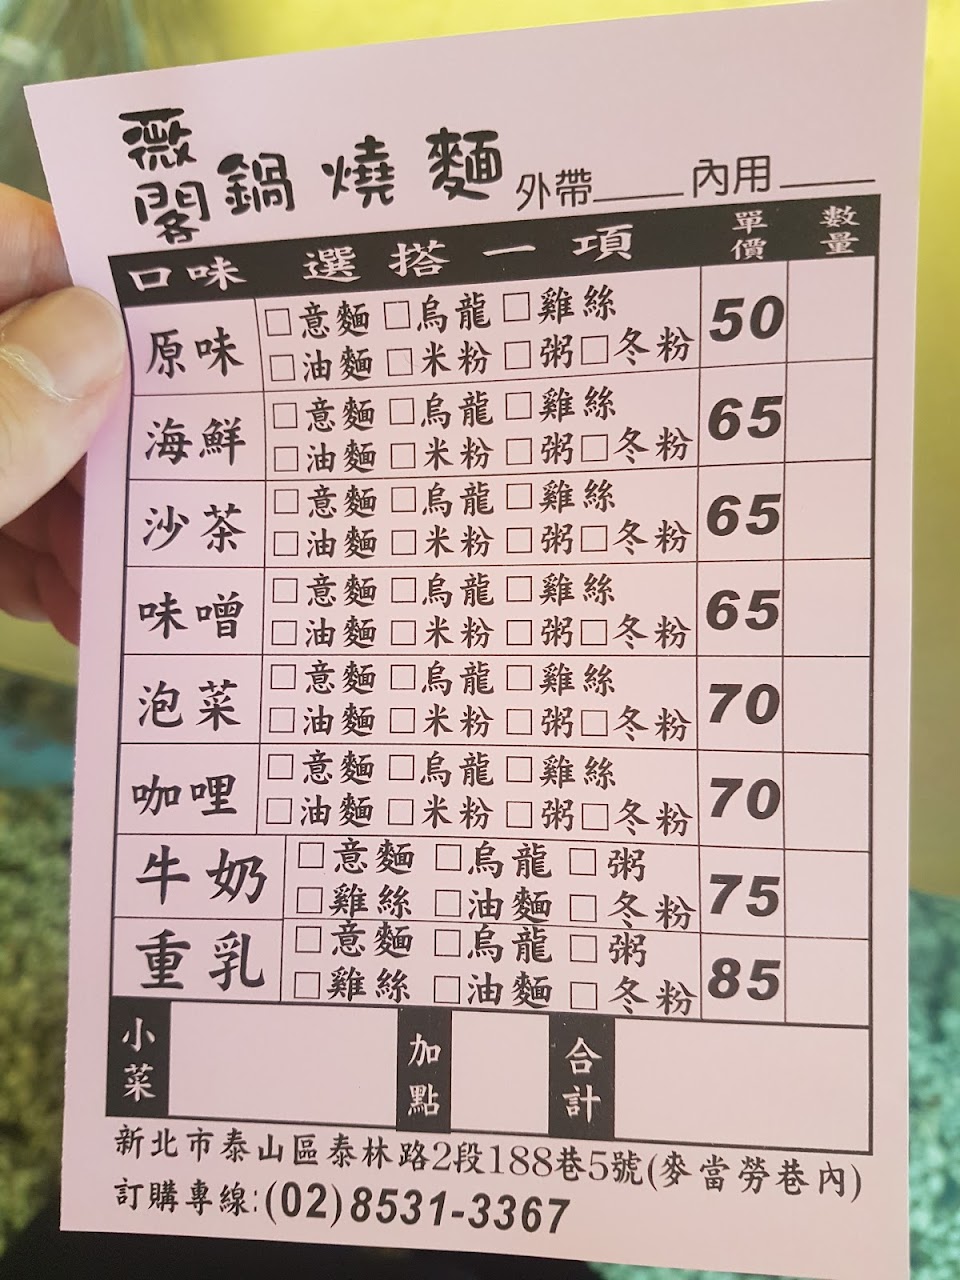 薇閣鍋燒麵 外帶____ 內用____
口味 選搭一項 單價 數量
原味 □意麵 □烏龍 □雞絲 50
□油麵 □米粉 □粥 □冬粉
海鮮 □意麵 □烏龍 □雞絲 65
□油麵 □米粉 □粥 □冬粉
沙茶 □意麵 □烏龍 □雞絲 65
□油麵 □米粉 □粥 □冬粉
味噌 □意麵 □烏龍 □雞絲 65
□油麵 □米粉 □粥 □冬粉
泡菜 □意麵 □烏龍 □雞絲 70
□油麵 □米粉 □粥 □冬粉
咖哩 □意麵 □烏龍 □雞絲 70
□油麵 □米粉 □粥 □冬粉
牛奶 □意麵 □烏龍 □粥 75
□雞絲 □油麵 □冬粉
重乳 □意麵 □烏龍 □粥 85
□雞絲 □油麵 □冬粉
小菜 加點 合計
新北市泰山區泰林路2段188巷5號(麥當勞巷內)
訂購專線:(02)8531-3367